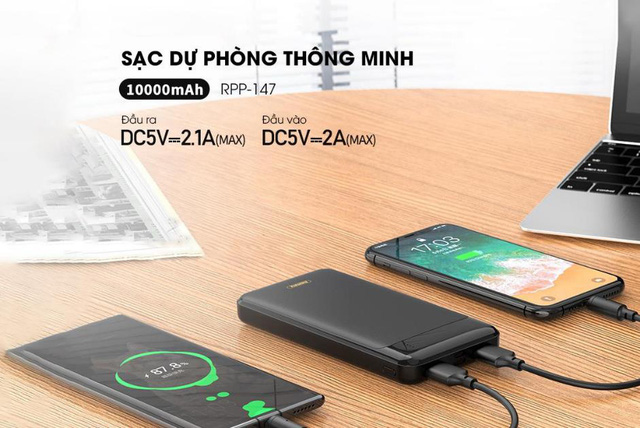 SẠC DỰ PHÒNG THÔNG MINH
10000mAh RPP-147
Đầu ra Đầu vào
DC5V⎓2.1A(MAX) DC5V⎓2A(MAX)
17:03
87.8%